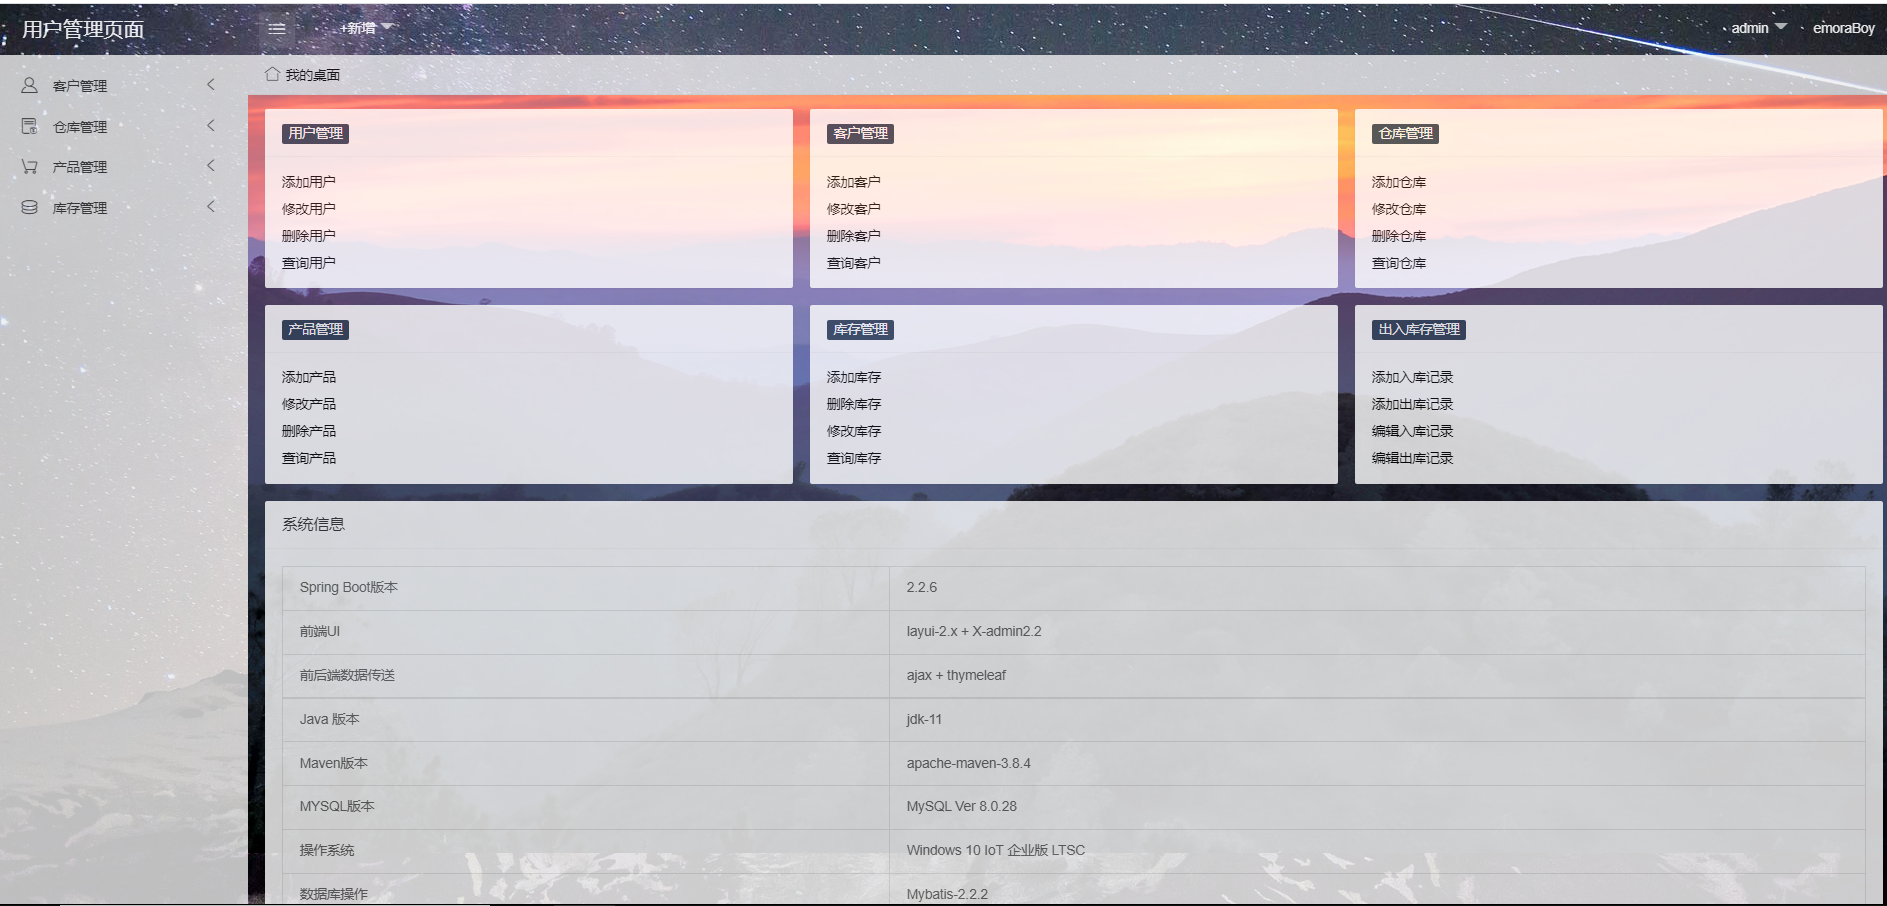 用户管理页面
+新增
admin
emoraBoy
客户管理
仓库管理
产品管理
库存管理
我的桌面
用户管理
添加用户
修改用户
删除用户
查询用户
客户管理
添加客户
修改客户
删除客户
查询客户
仓库管理
添加仓库
修改仓库
删除仓库
查询仓库
产品管理
添加产品
修改产品
删除产品
查询产品
库存管理
添加库存
删除库存
修改库存
查询库存
出入库存管理
添加入库记录
添加出库记录
编辑入库记录
编辑出库记录
系统信息
Spring Boot版本 2.2.6
前端UI layui-2.x + X-admin2.2
前后端数据传送 ajax + thymeleaf
Java 版本 jdk-11
Maven版本 apache-maven-3.8.4
MYSQL版本 MySQL Ver 8.0.28
操作系统 Windows 10 IoT 企业版 LTSC
数据库操作 Mybatis-2.2.2